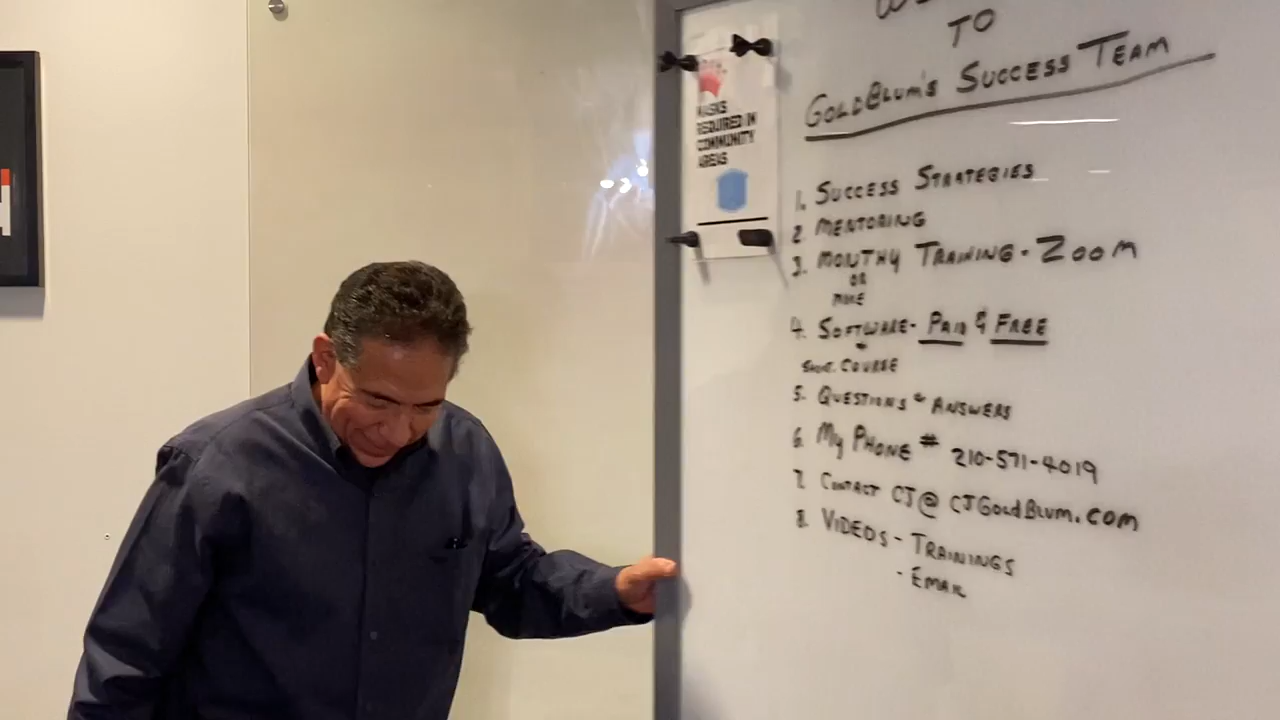 TO
GOLDBLUM'S SUCCESS TEAM
MASKS
REQUIRED IN
COMMUNITY
AREAS
1. SUCCESS STRATEGIES
2 MENTORING
3. MONTHY TRAINING - ZOOM
OR
MORE
4. SOFTWARE - PAID & FREE
SHORT. COURSE
5. QUESTIONS & ANSWERS
6. MY PHONE # 210-571-4019
7. CONTACT CJ@CJGOLDBLUM.COM
8. VIDEOS - TRAININGS
- EMAIL